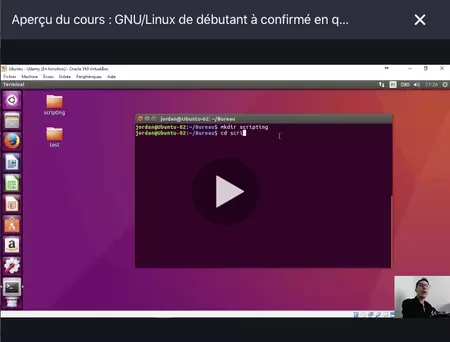 Aperçu du cours : GNU/Linux de débutant à confirmé en q...
Ubuntu - Udemy [En fonction] - Oracle VM VirtualBox
Fichier Machine Écran Entrée Périphériques Aide
Terminal
21:26
scripting
test
jordan@Ubuntu-02: ~/Bureau
jordan@Ubuntu-02:~/Bureau$ mkdir scripting
jordan@Ubuntu-02:~/Bureau$ cd scri